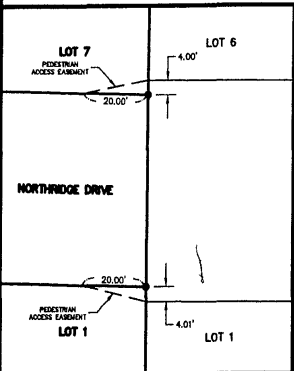 LOT 7
LOT 6
PEDESTRIAN
ACCESS EASEMENT
4.00'
20.00'
NORTHRIDGE DRIVE
20.00'
PEDESTRIAN
ACCESS EASEMENT
LOT 1
4.01'
LOT 1